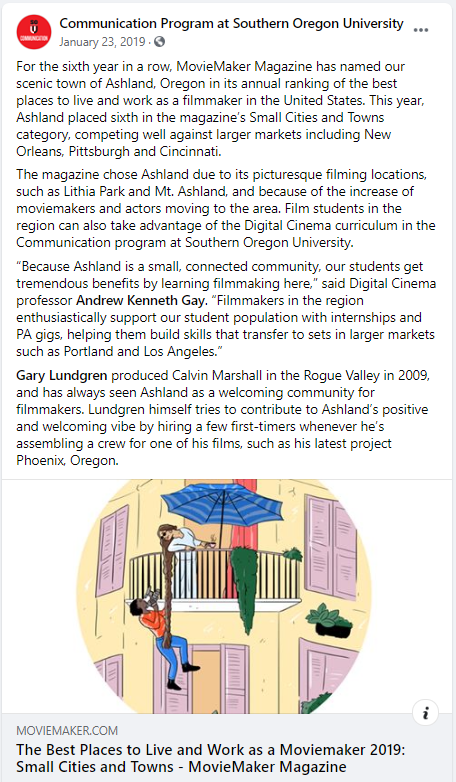 Communication Program at Southern Oregon University
January 23, 2019 ·
For the sixth year in a row, MovieMaker Magazine has named our
scenic town of Ashland, Oregon in its annual ranking of the best
places to live and work as a filmmaker in the United States. This year,
Ashland placed sixth in the magazine's Small Cities and Towns
category, competing well against larger markets including New
Orleans, Pittsburgh and Cincinnati.
The magazine chose Ashland due to its picturesque filming locations,
such as Lithia Park and Mt. Ashland, and because of the increase of
moviemakers and actors moving to the area. Film students in the
region can also take advantage of the Digital Cinema curriculum in the
Communication program at Southern Oregon University.
“Because Ashland is a small, connected community, our students get
tremendous benefits by learning filmmaking here,” said Digital Cinema
professor Andrew Kenneth Gay. “Filmmakers in the region
enthusiastically support our student population with internships and
PA gigs, helping them build skills that transfer to sets in larger markets
such as Portland and Los Angeles.”
Gary Lundgren produced Calvin Marshall in the Rogue Valley in 2009,
and has always seen Ashland as a welcoming community for
filmmakers. Lundgren himself tries to contribute to Ashland's positive
and welcoming vibe by hiring a few first-timers whenever he's
assembling a crew for one of his films, such as his latest project
Phoenix, Oregon.
MOVIEMAKER.COM
The Best Places to Live and Work as a Moviemaker 2019:
Small Cities and Towns - MovieMaker Magazine